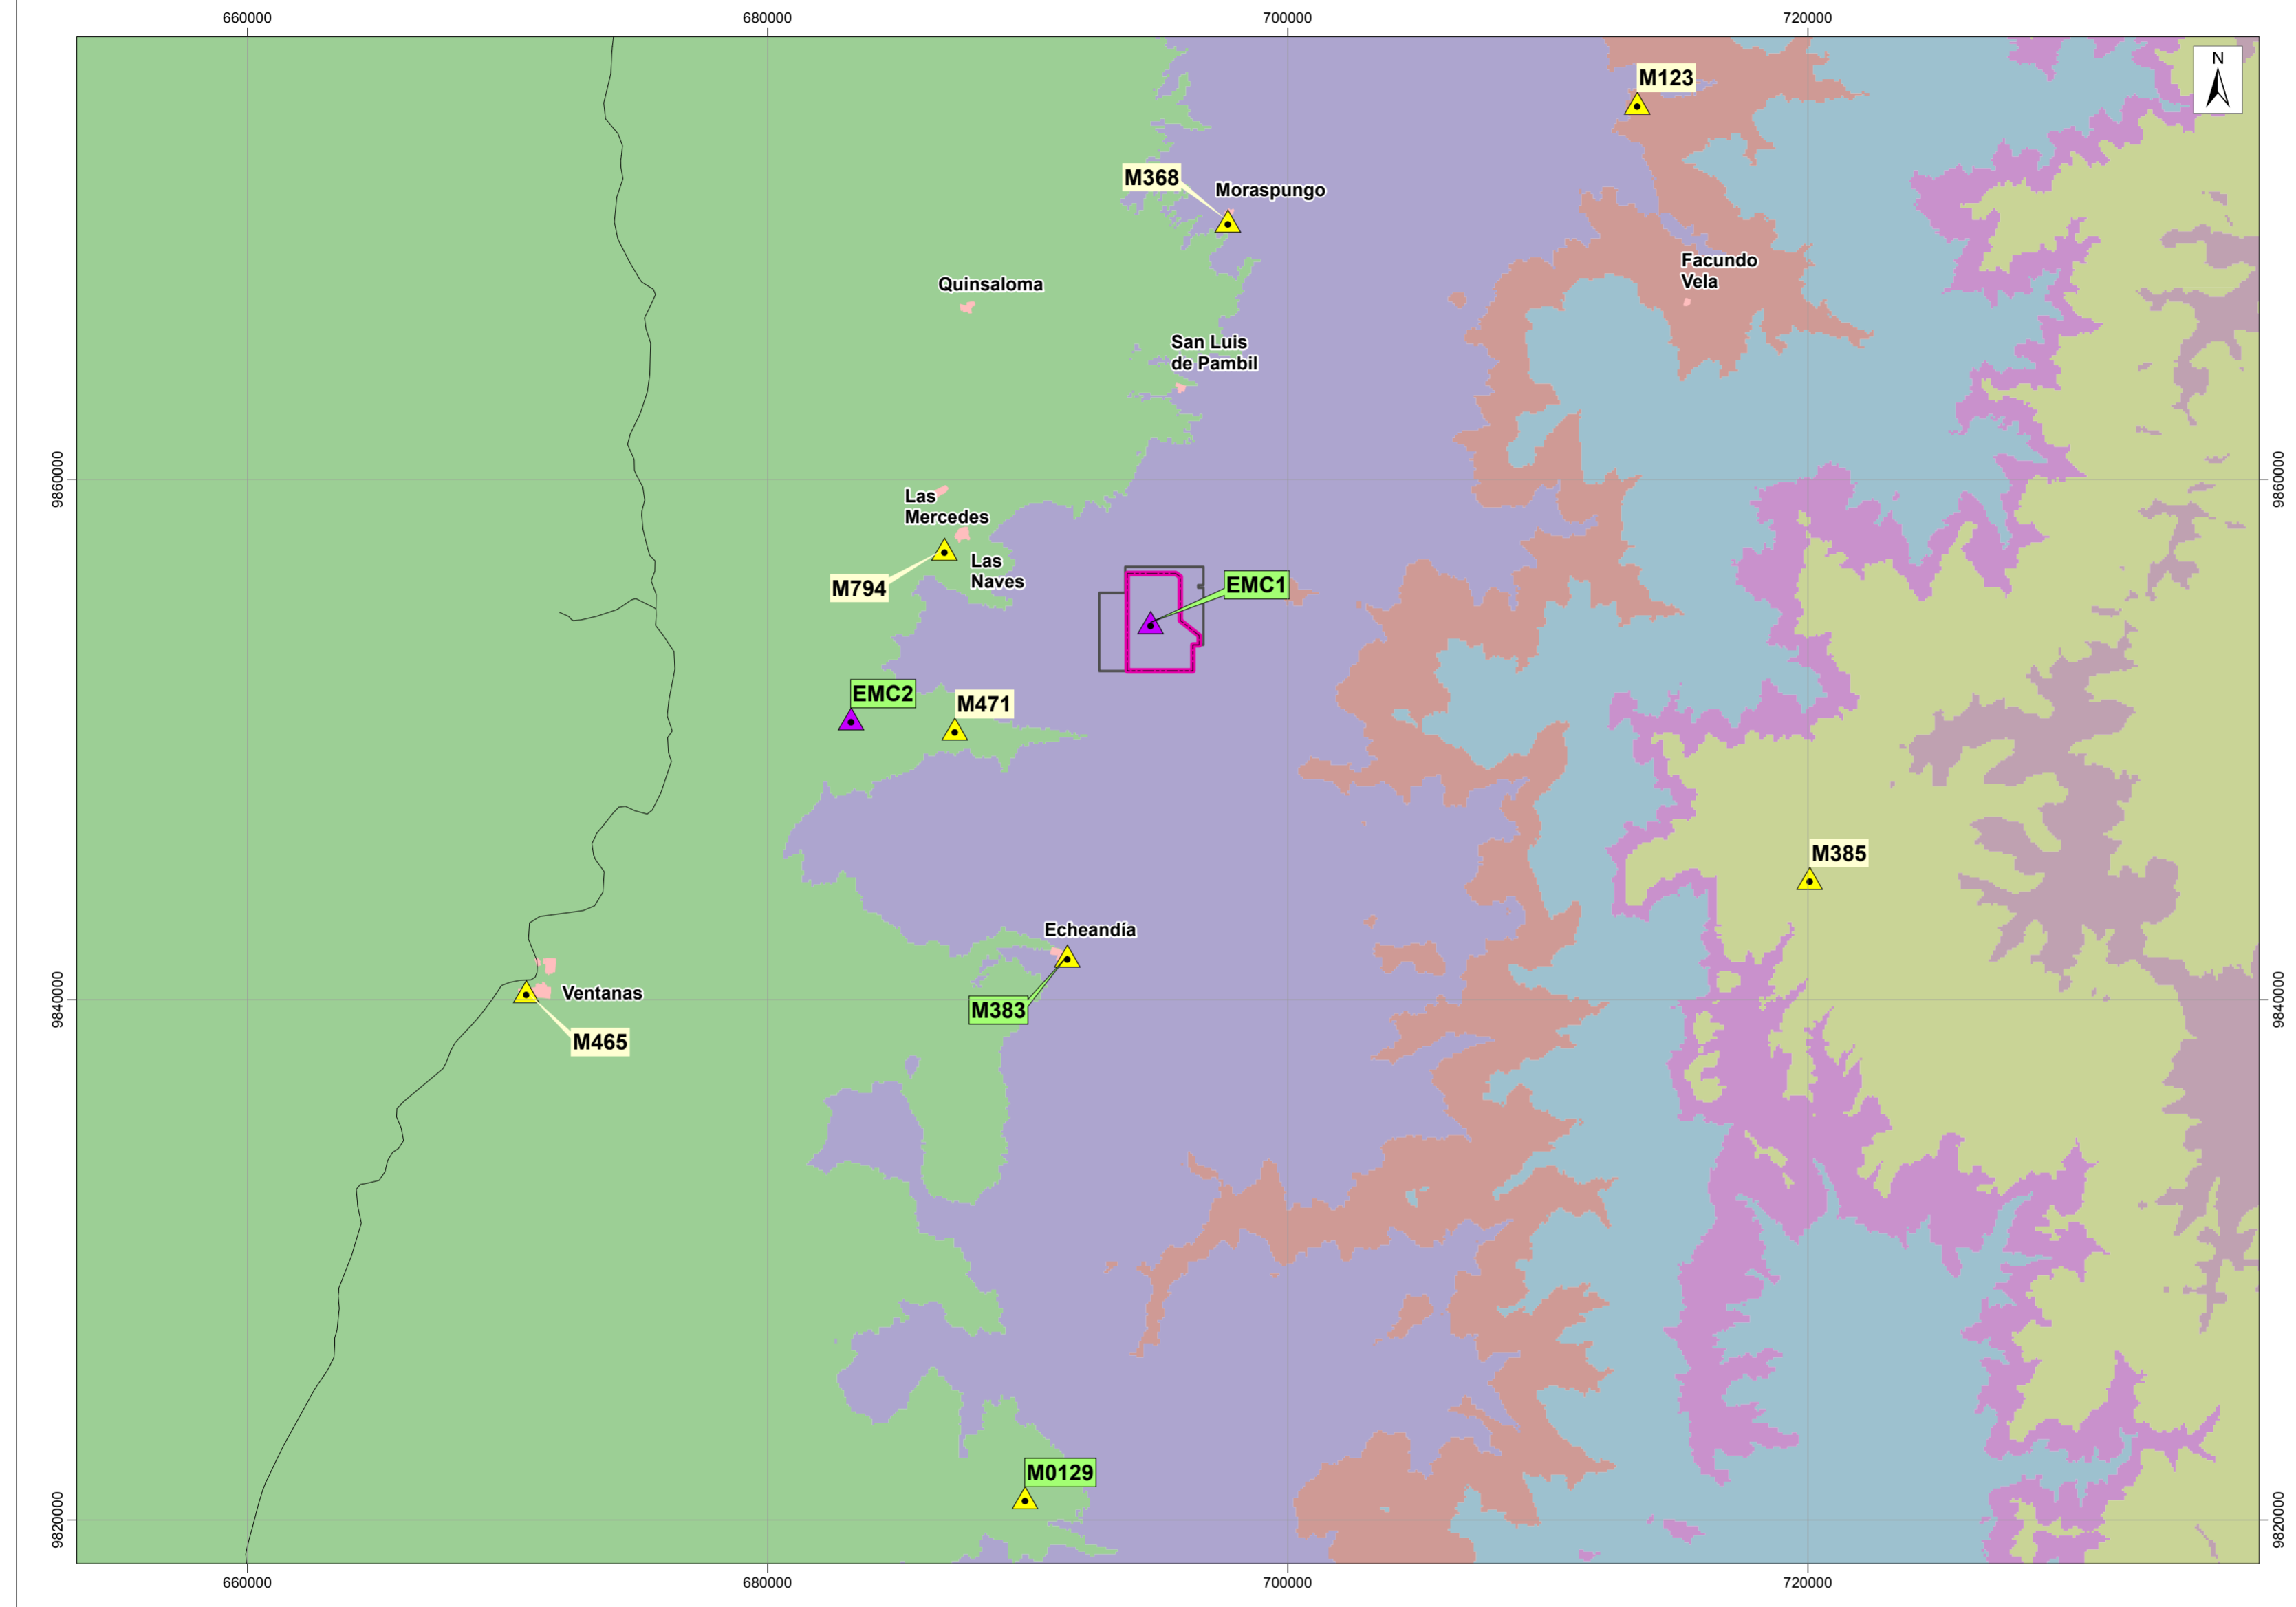 660000
680000
700000
720000
N
M123
M368
Moraspungo
Facundo
Vela
Quinsaloma
San Luis
de Pambil
9860000
9860000
Las
Mercedes
Las
Naves
M794
EMC1
EMC2
M471
M385
Echeandía
M383
Ventanas
M465
9840000
9840000
M0129
9820000
9820000
660000
680000
700000
720000